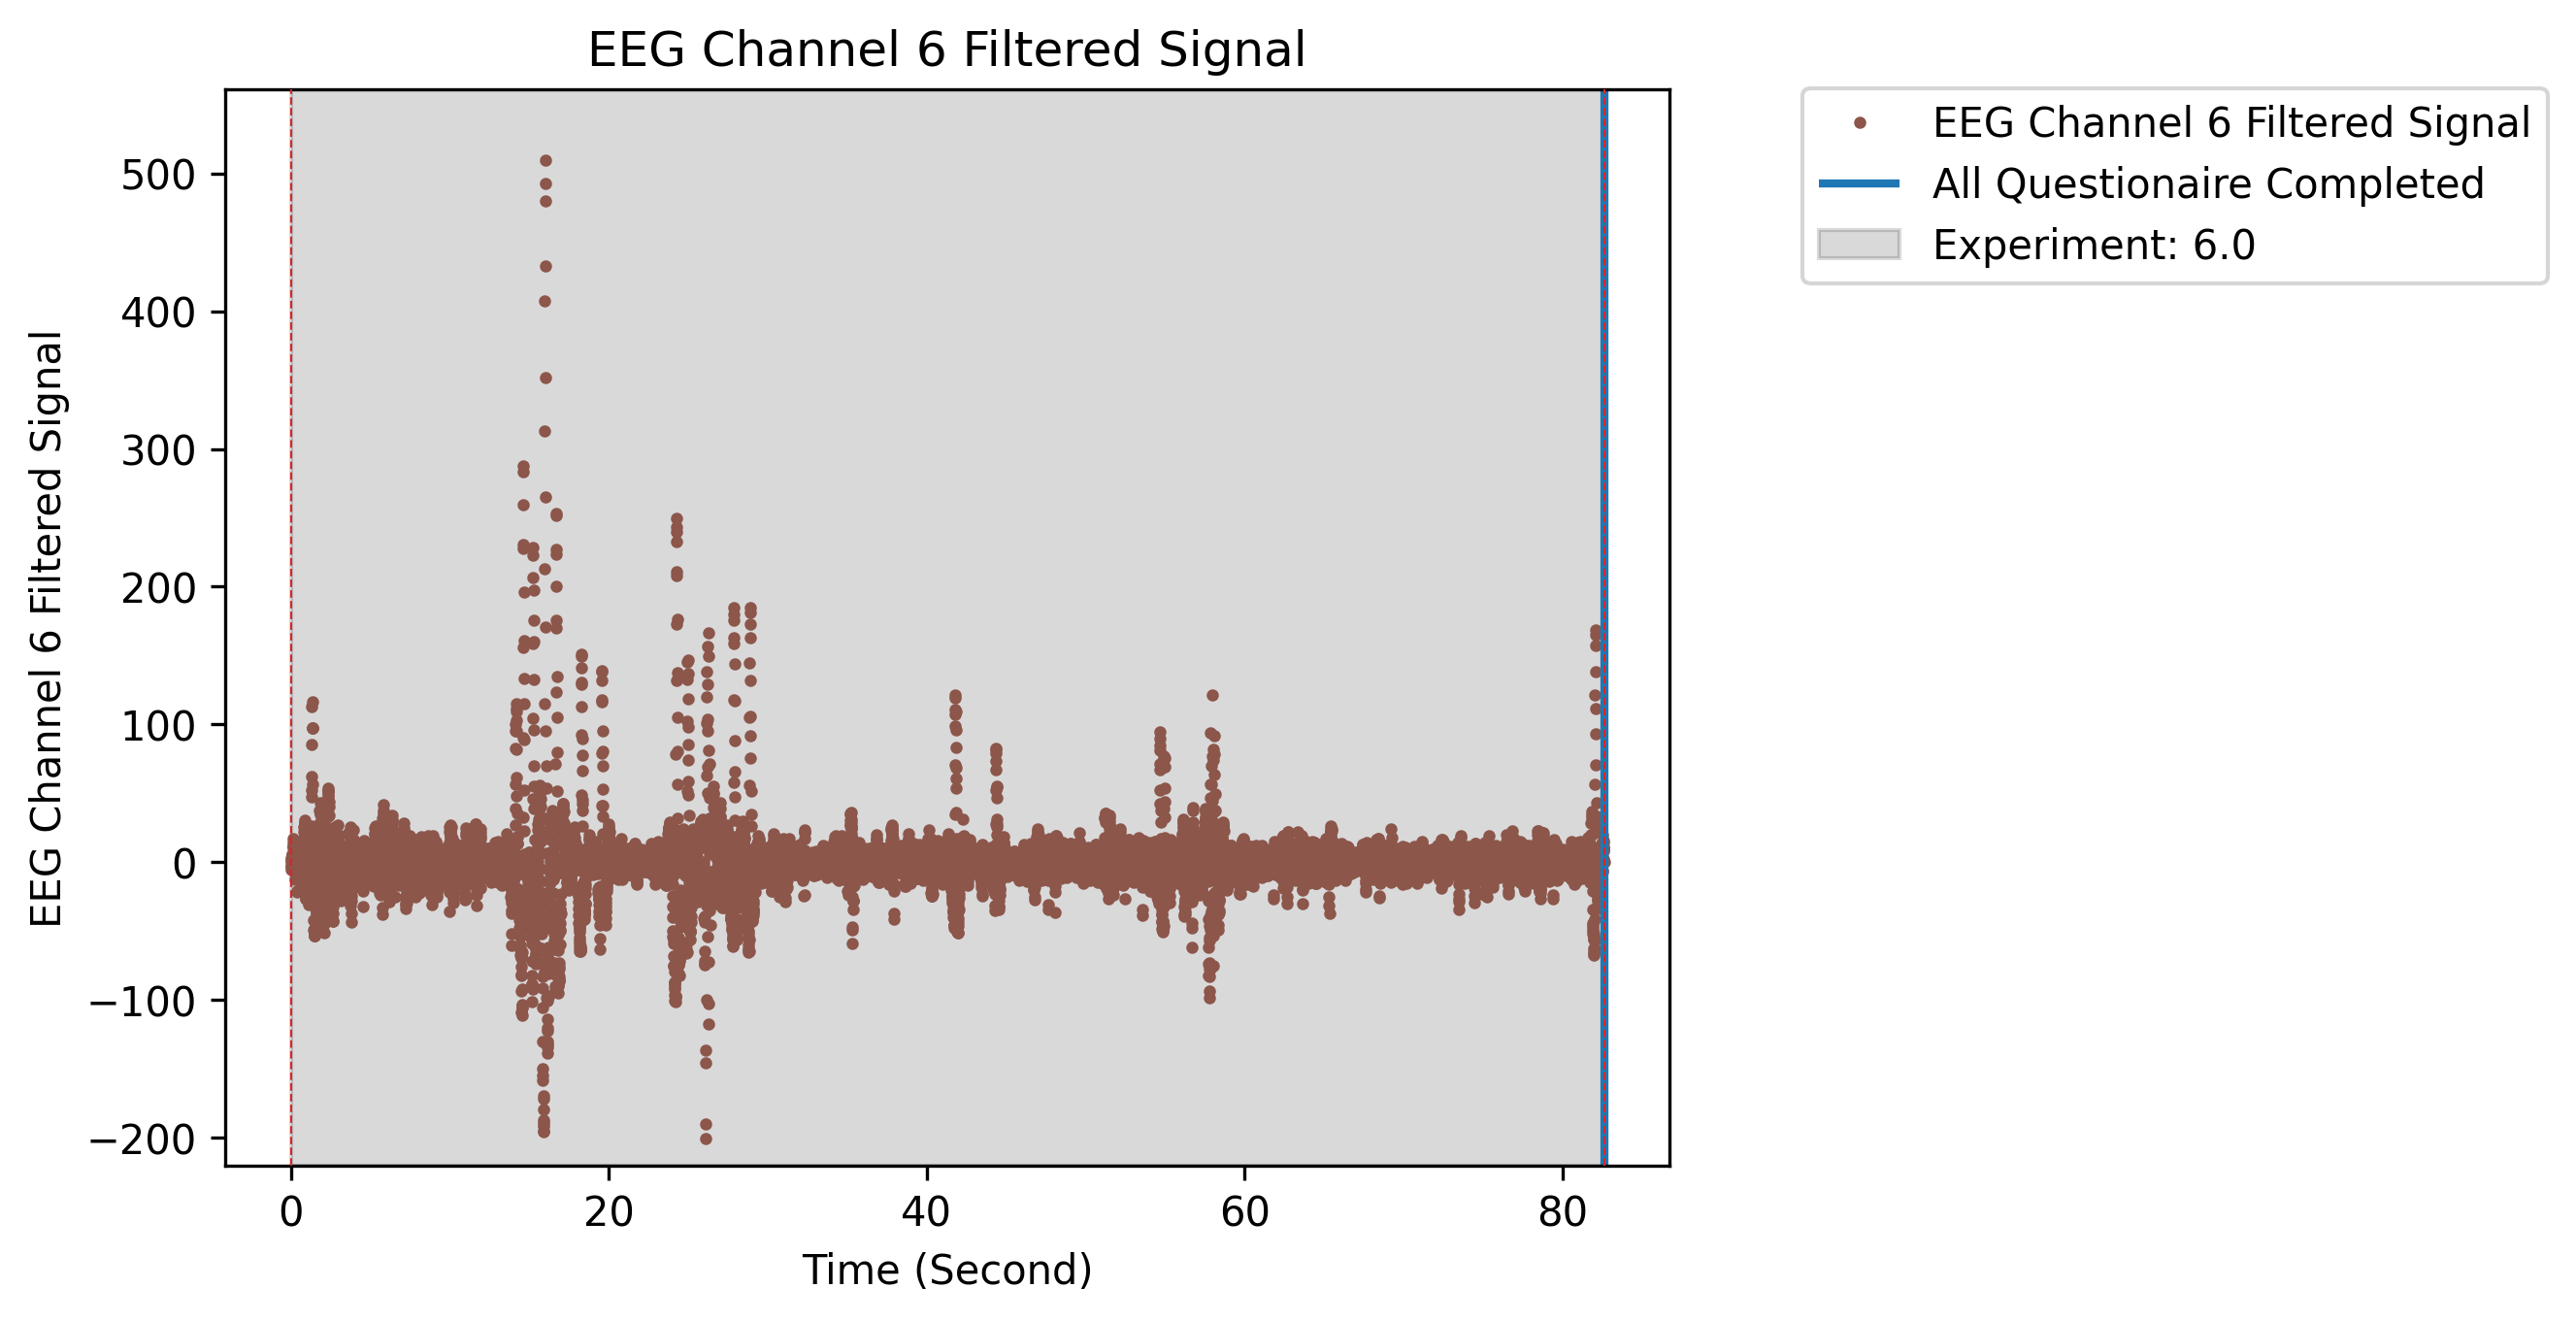 EEG Channel 6 Filtered Signal
EEG Channel 6 Filtered Signal
500
400
300
200
100
0
−100
−200
0 20 40 60 80
Time (Second)
EEG Channel 6 Filtered Signal
All Questionaire Completed
Experiment: 6.0